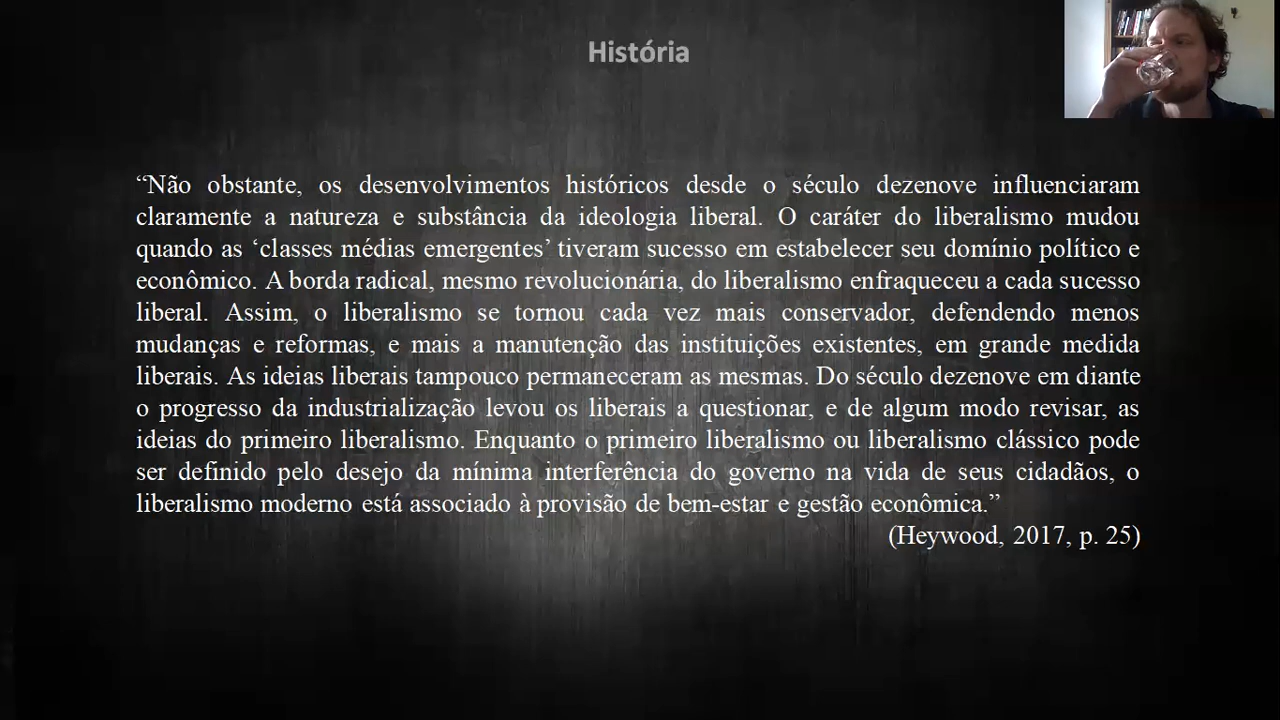 História
“Não obstante, os desenvolvimentos históricos desde o século dezenove influenciaram
claramente a natureza e substância da ideologia liberal. O caráter do liberalismo mudou
quando as ‘classes médias emergentes’ tiveram sucesso em estabelecer seu domínio político e
econômico. A borda radical, mesmo revolucionária, do liberalismo enfraqueceu a cada sucesso
liberal. Assim, o liberalismo se tornou cada vez mais conservador, defendendo menos
mudanças e reformas, e mais a manutenção das instituições existentes, em grande medida
liberais. As ideias liberais tampouco permaneceram as mesmas. Do século dezenove em diante
o progresso da industrialização levou os liberais a questionar, e de algum modo revisar, as
ideias do primeiro liberalismo. Enquanto o primeiro liberalismo ou liberalismo clássico pode
ser definido pelo desejo da mínima interferência do governo na vida de seus cidadãos, o
liberalismo moderno está associado à provisão de bem-estar e gestão econômica.”
(Heywood, 2017, p. 25)